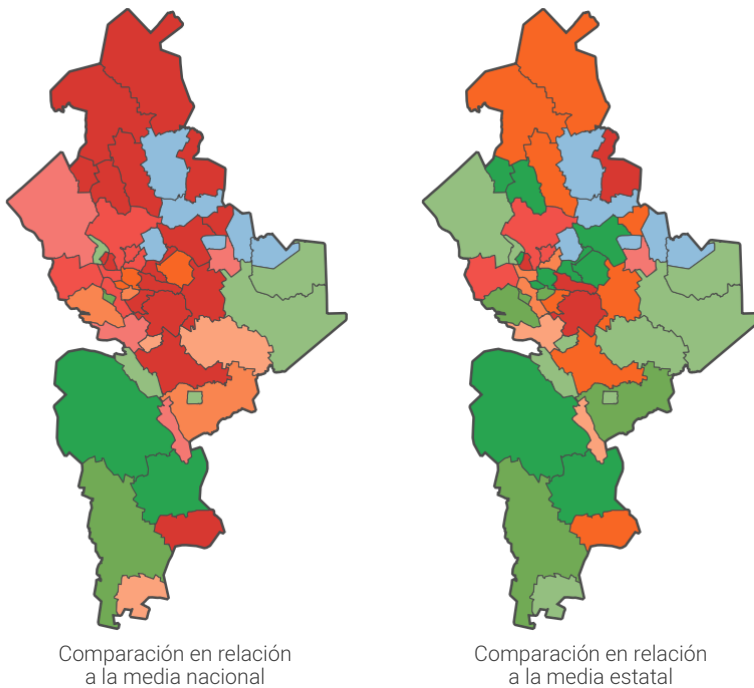 Comparación en relación
a la media nacional
Comparación en relación
a la media estatal